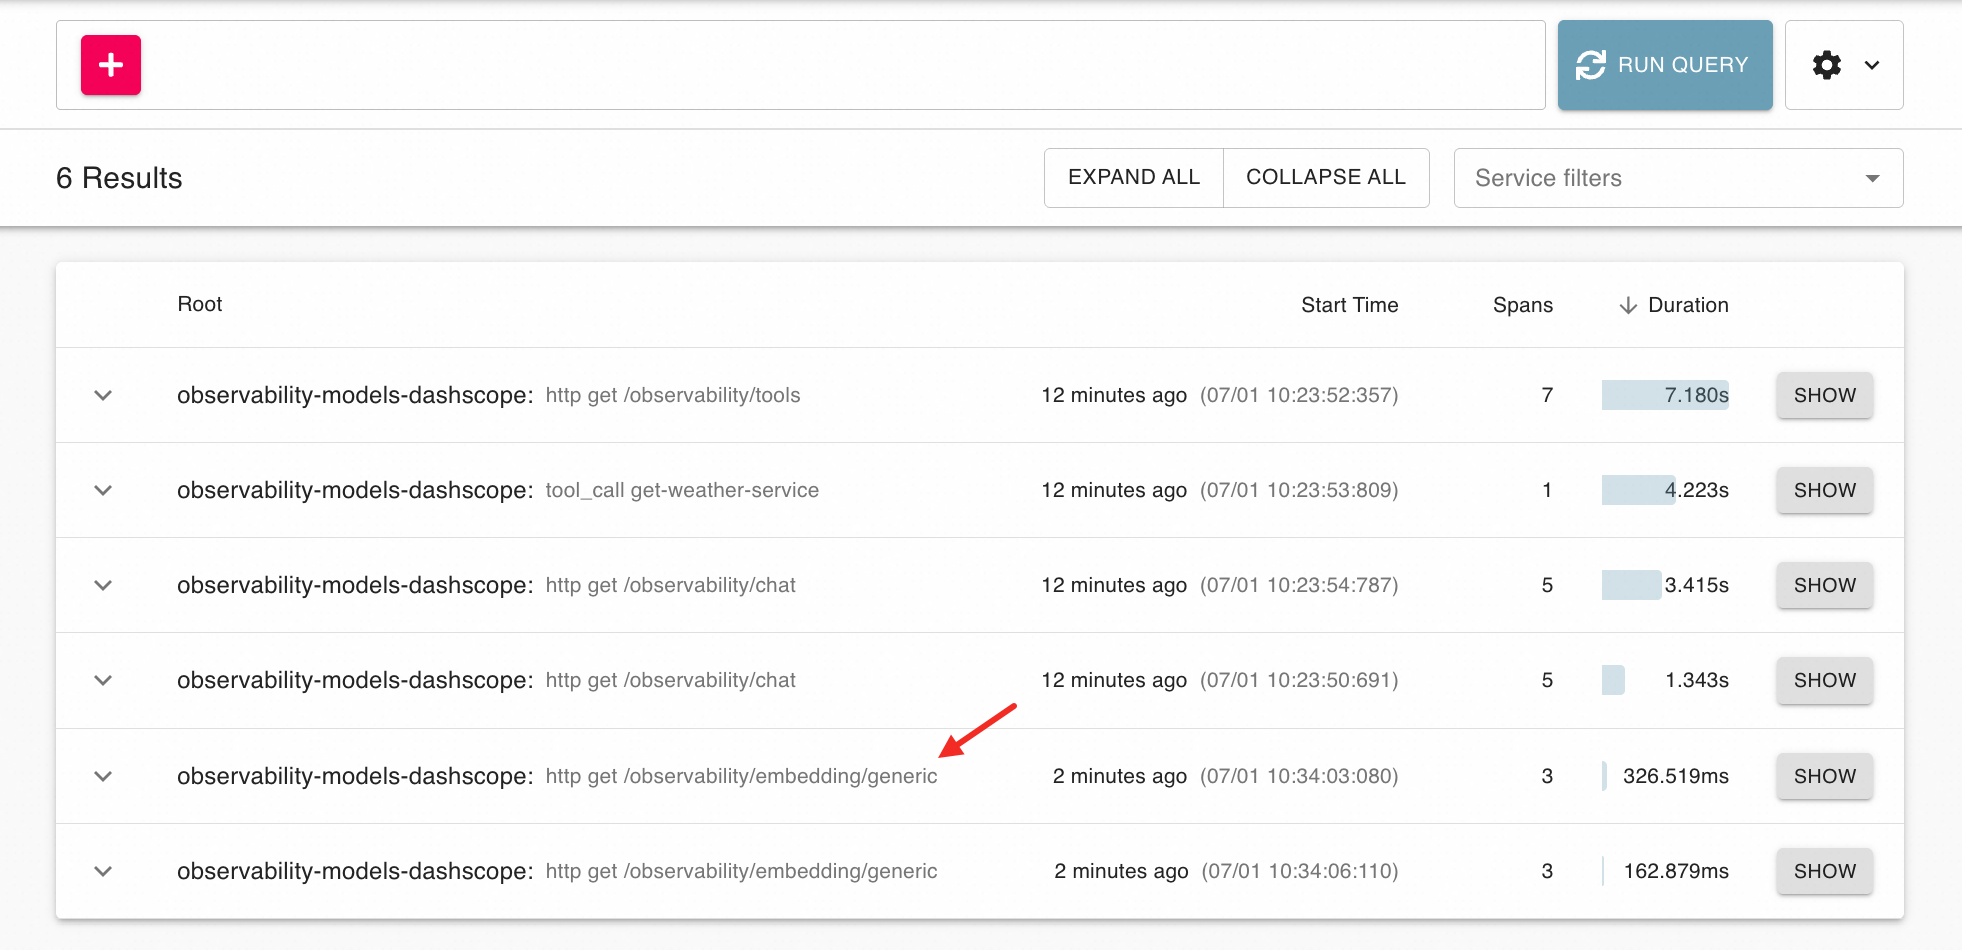 + RUN QUERY
6 Results EXPAND ALL COLLAPSE ALL Service filters
Root Start Time Spans Duration
observability-models-dashscope: http get /observability/tools 12 minutes ago (07/01 10:23:52:357) 7 7.180s SHOW
observability-models-dashscope: tool_call get-weather-service 12 minutes ago (07/01 10:23:53:809) 1 4.223s SHOW
observability-models-dashscope: http get /observability/chat 12 minutes ago (07/01 10:23:54:787) 5 3.415s SHOW
observability-models-dashscope: http get /observability/chat 12 minutes ago (07/01 10:23:50:691) 5 1.343s SHOW
observability-models-dashscope: http get /observability/embedding/generic 2 minutes ago (07/01 10:34:03:080) 3 326.519ms SHOW
observability-models-dashscope: http get /observability/embedding/generic 2 minutes ago (07/01 10:34:06:110) 3 162.879ms SHOW